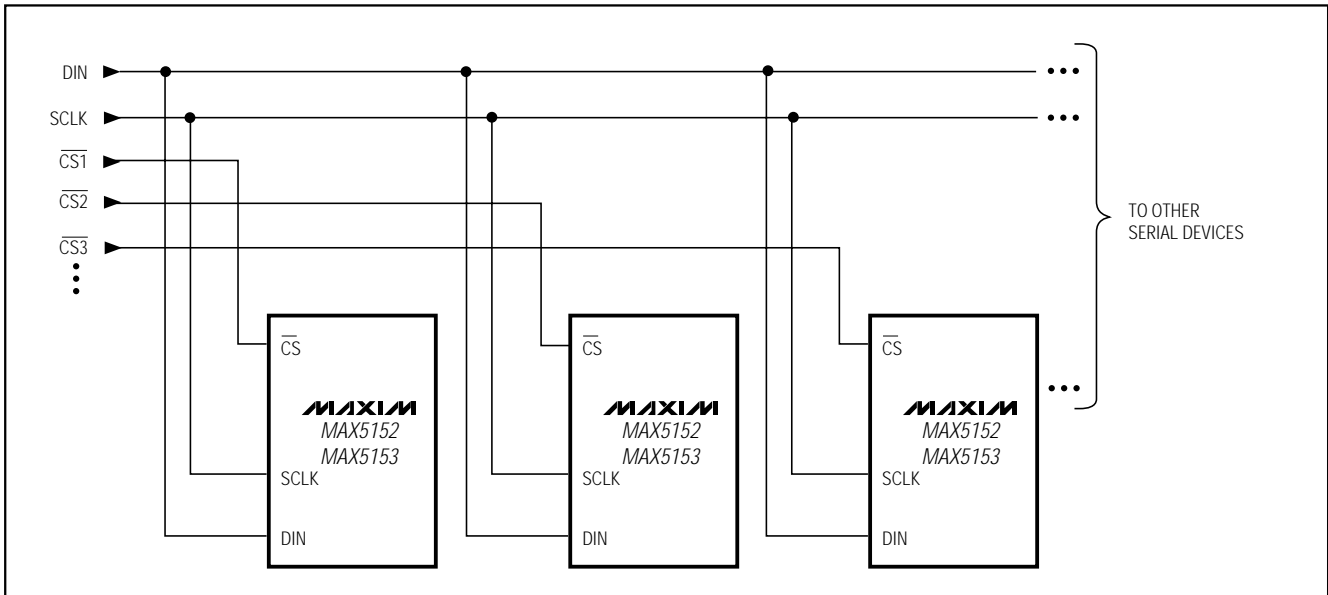 DIN
SCLK
CS1
CS2
CS3
TO OTHER
SERIAL DEVICES
CS
MAXIM
MAX5152
MAX5153
SCLK
DIN
CS
MAXIM
MAX5152
MAX5153
SCLK
DIN
CS
MAXIM
MAX5152
MAX5153
SCLK
DIN